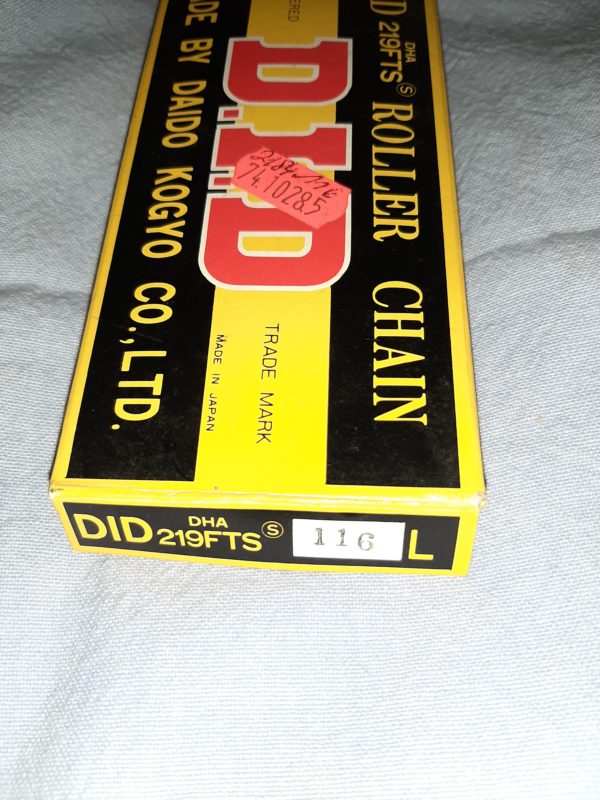 DID DHA 219FTS Ⓢ ROLLER CHAIN
D.I.D
74.10285
TRADE MARK
MADE IN JAPAN
BY DAIDO KOGYO CO.,LTD.
DID DHA 219FTS Ⓢ 116 L